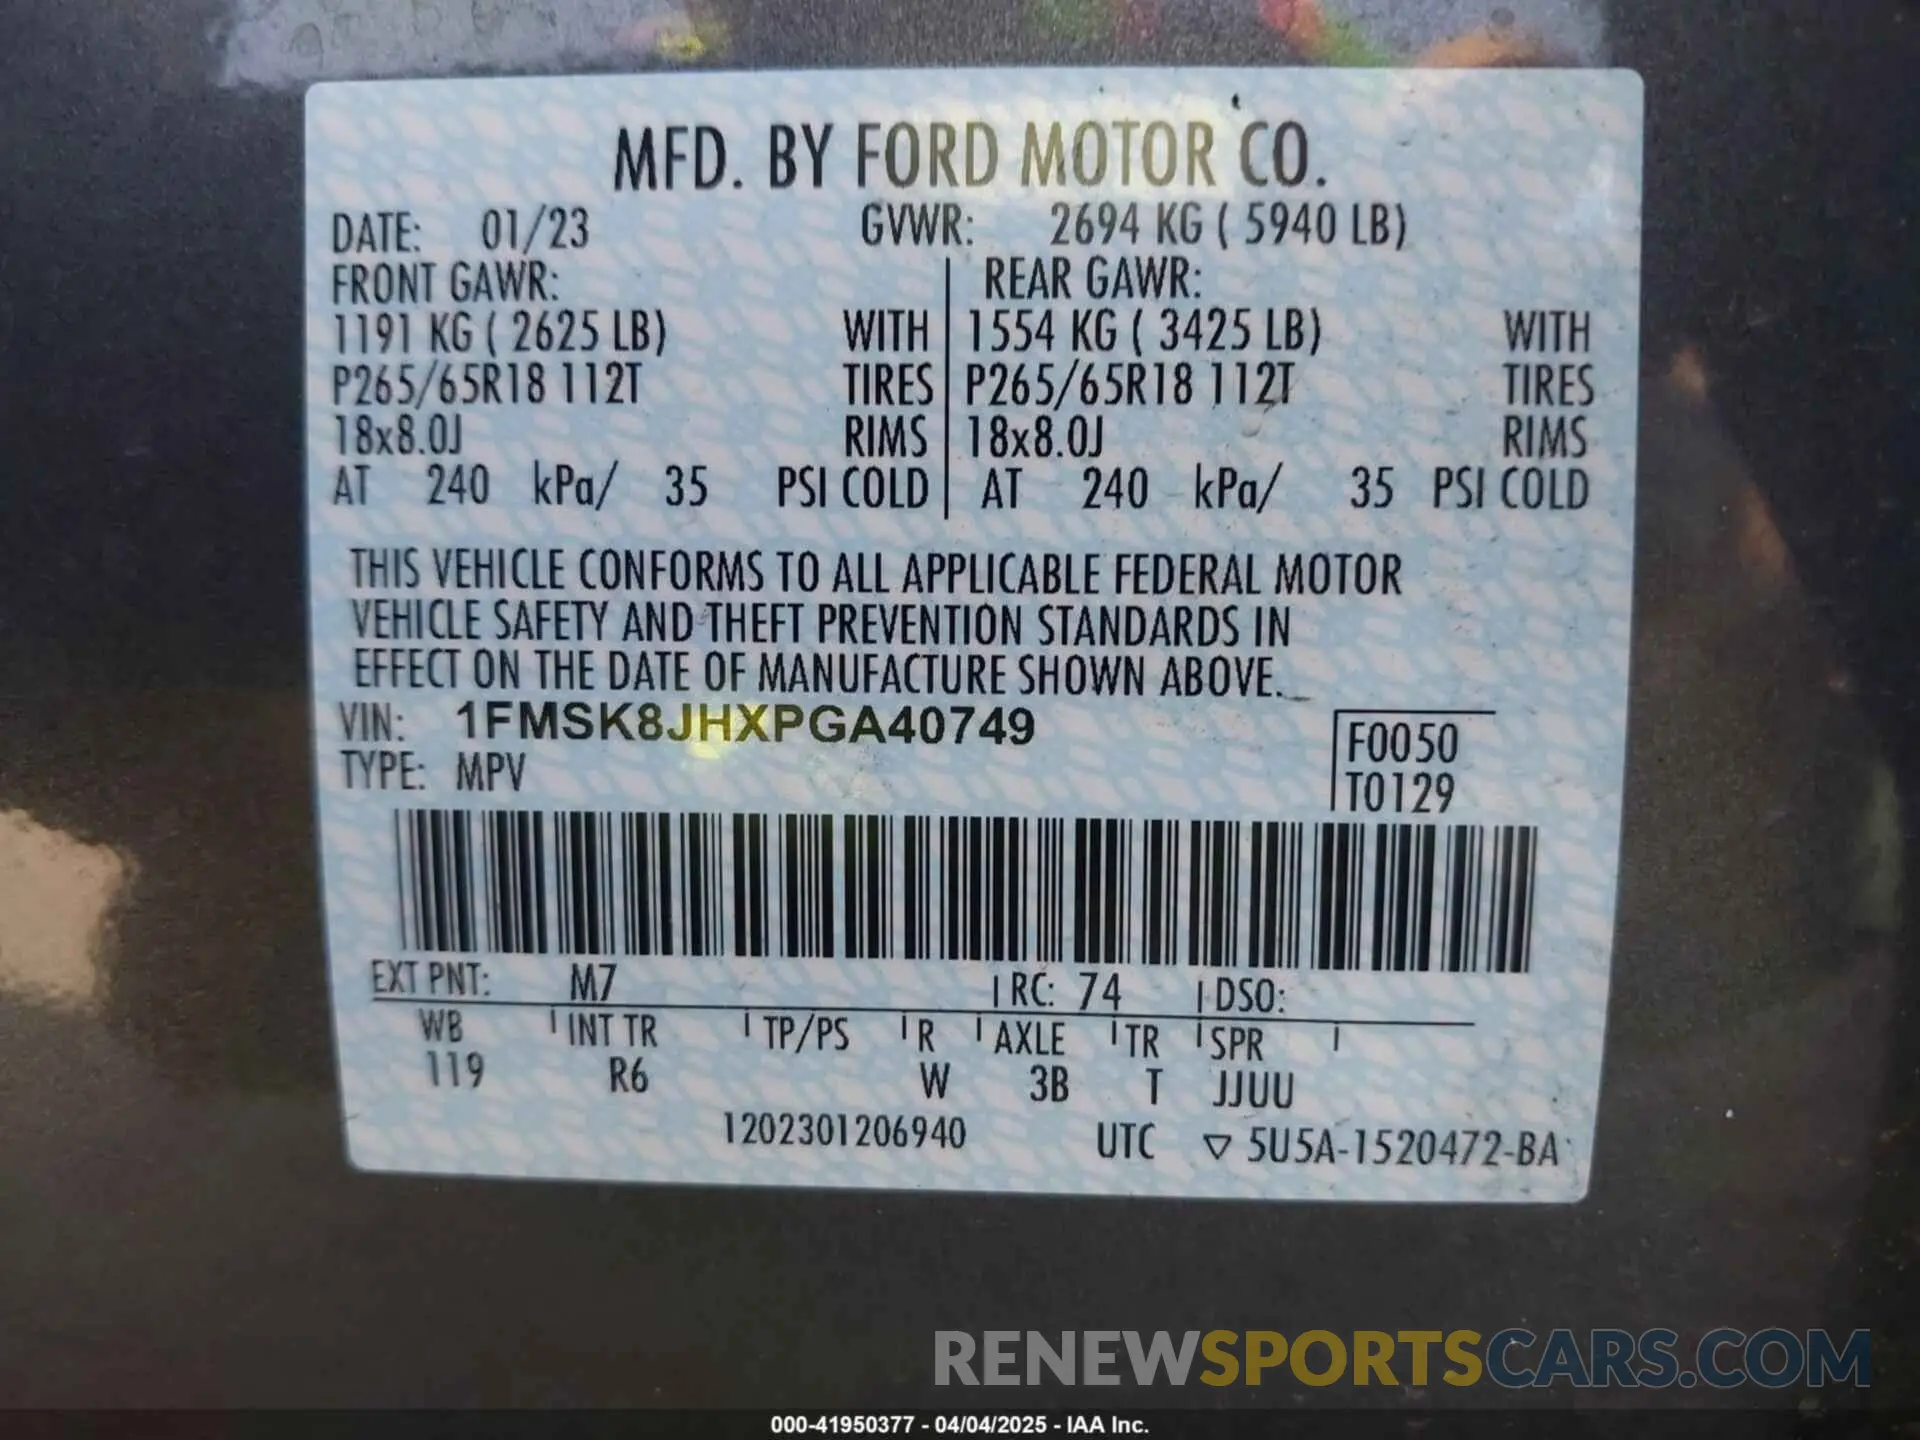 MFD. BY FORD MOTOR CO.
DATE: 01/23 GVWR: 2694 KG ( 5940 LB)
FRONT GAWR: REAR GAWR:
1191 KG ( 2625 LB) WITH 1554 KG ( 3425 LB) WITH
P265/65R18 112T TIRES P265/65R18 112T TIRES
18x8.0J RIMS 18x8.0J RIMS
AT 240 kPa/ 35 PSI COLD AT 240 kPa/ 35 PSI COLD
THIS VEHICLE CONFORMS TO ALL APPLICABLE FEDERAL MOTOR
VEHICLE SAFETY AND THEFT PREVENTION STANDARDS IN
EFFECT ON THE DATE OF MANUFACTURE SHOWN ABOVE.
VIN: 1FMSK8JHXPGA40749 F0050
TYPE: MPV T0129
EXT PNT: M7 RC: 74 DSO:
WB INT TR TP/PS R AXLE TR SPR
119 R6 W 3B T JJUU
1202301206940 UTC ▽ 5U5A-1520472-BA
RENEWSPORTSCARS.COM
000-41950377 - 04/04/2025 - IAA Inc.